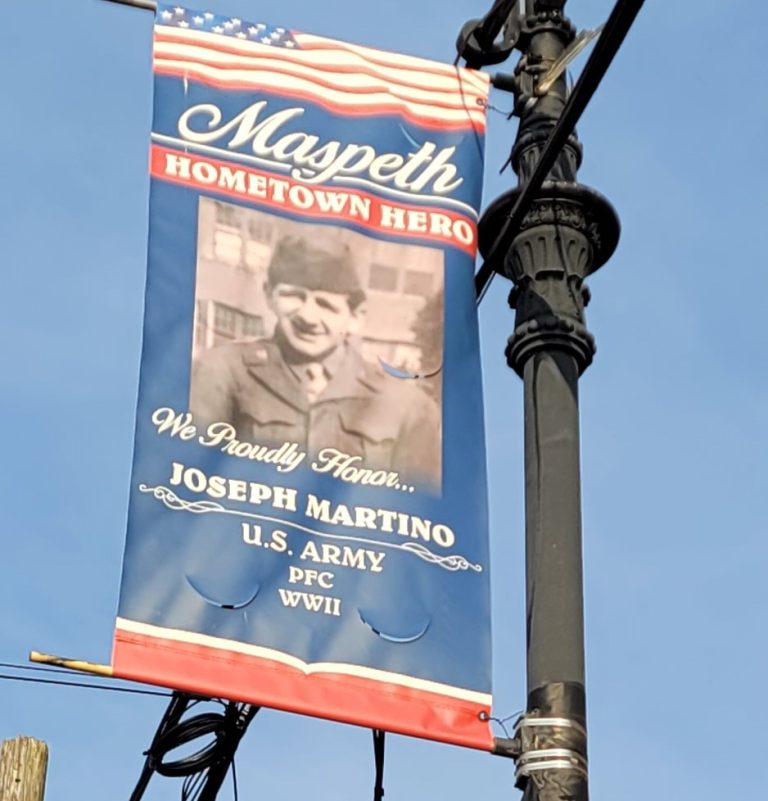 Maspeth
HOMETOWN HERO
We Proudly Honor...
JOSEPH MARTINO
U.S. ARMY
PFC
WWII